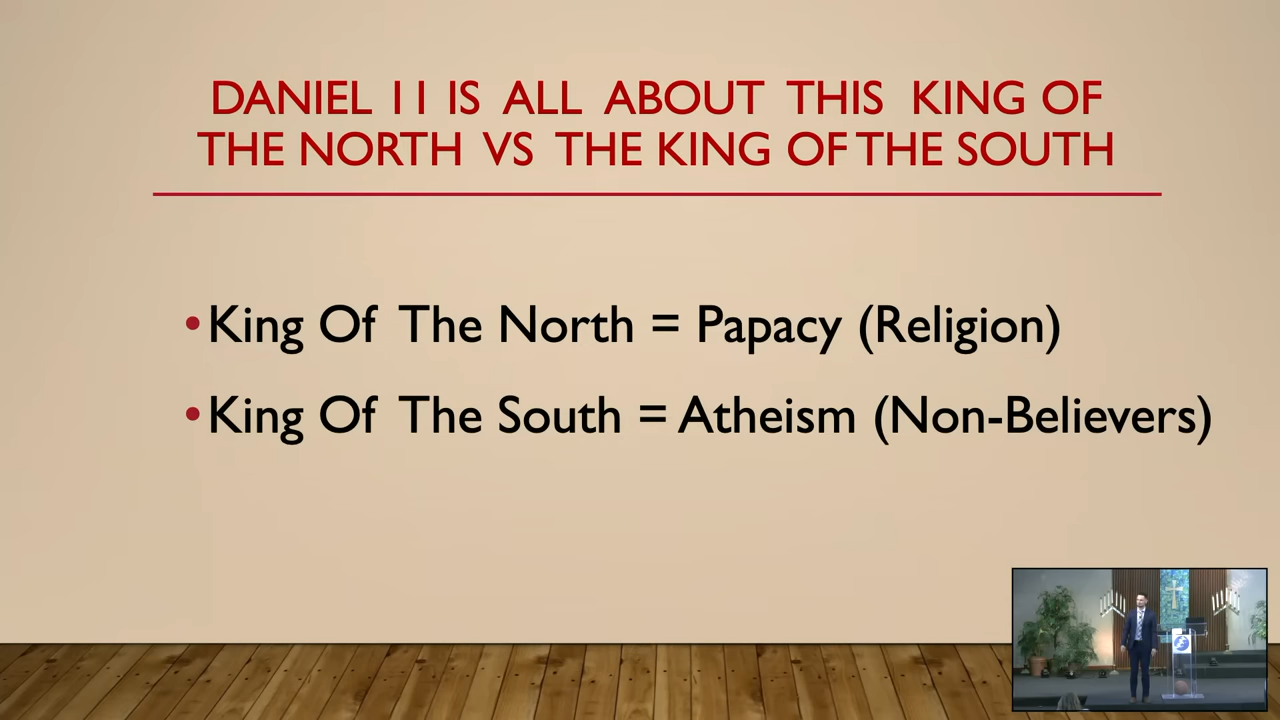 DANIEL 11 IS ALL ABOUT THIS KING OF
THE NORTH VS THE KING OF THE SOUTH
•King Of The North = Papacy (Religion)
•King Of The South = Atheism (Non-Believers)